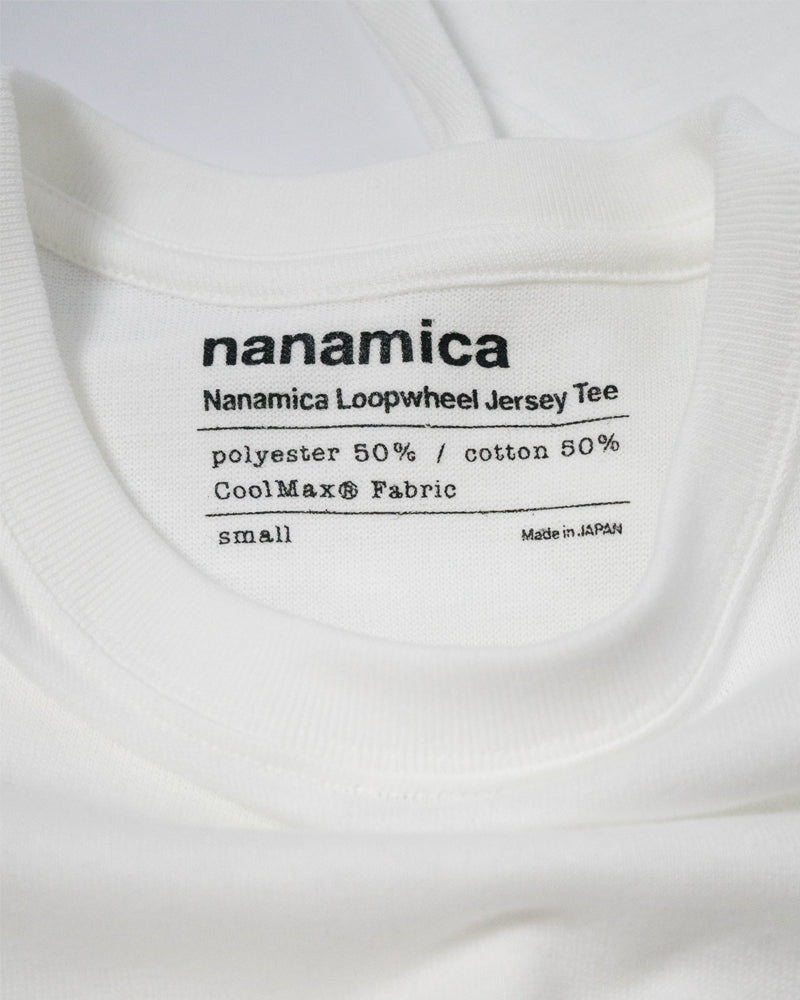 nanamica
Nanamica Loopwheel Jersey Tee
polyester 50% / cotton 50%
CoolMax® Fabric
small Made in JAPAN